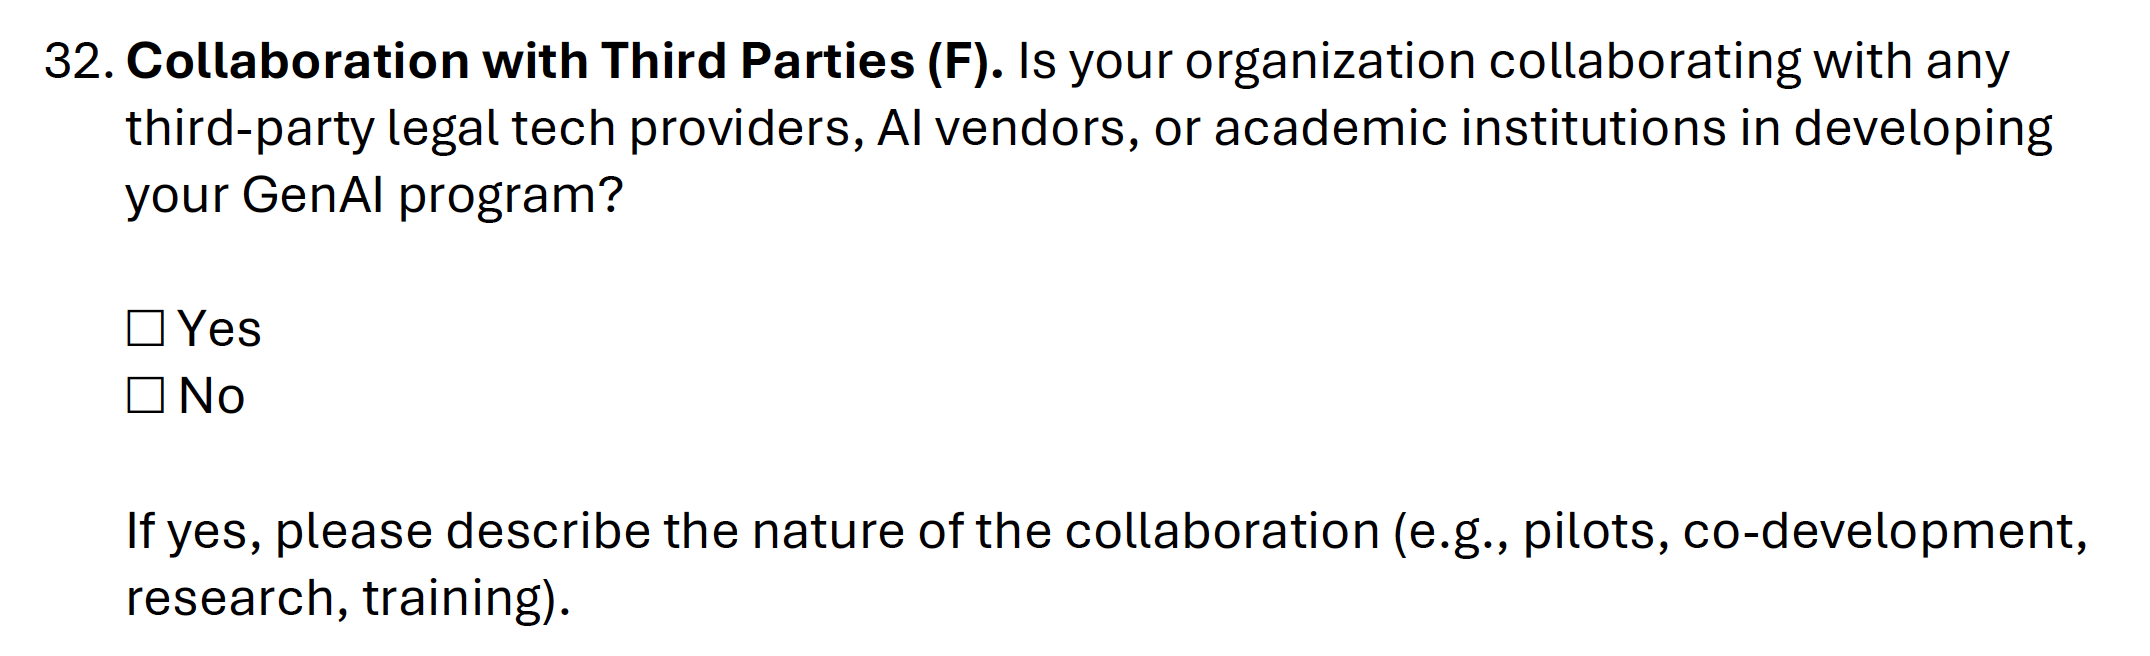 32. Collaboration with Third Parties (F). Is your organization collaborating with any
third-party legal tech providers, AI vendors, or academic institutions in developing
your GenAI program?
☐ Yes
☐ No
If yes, please describe the nature of the collaboration (e.g., pilots, co-development,
research, training).